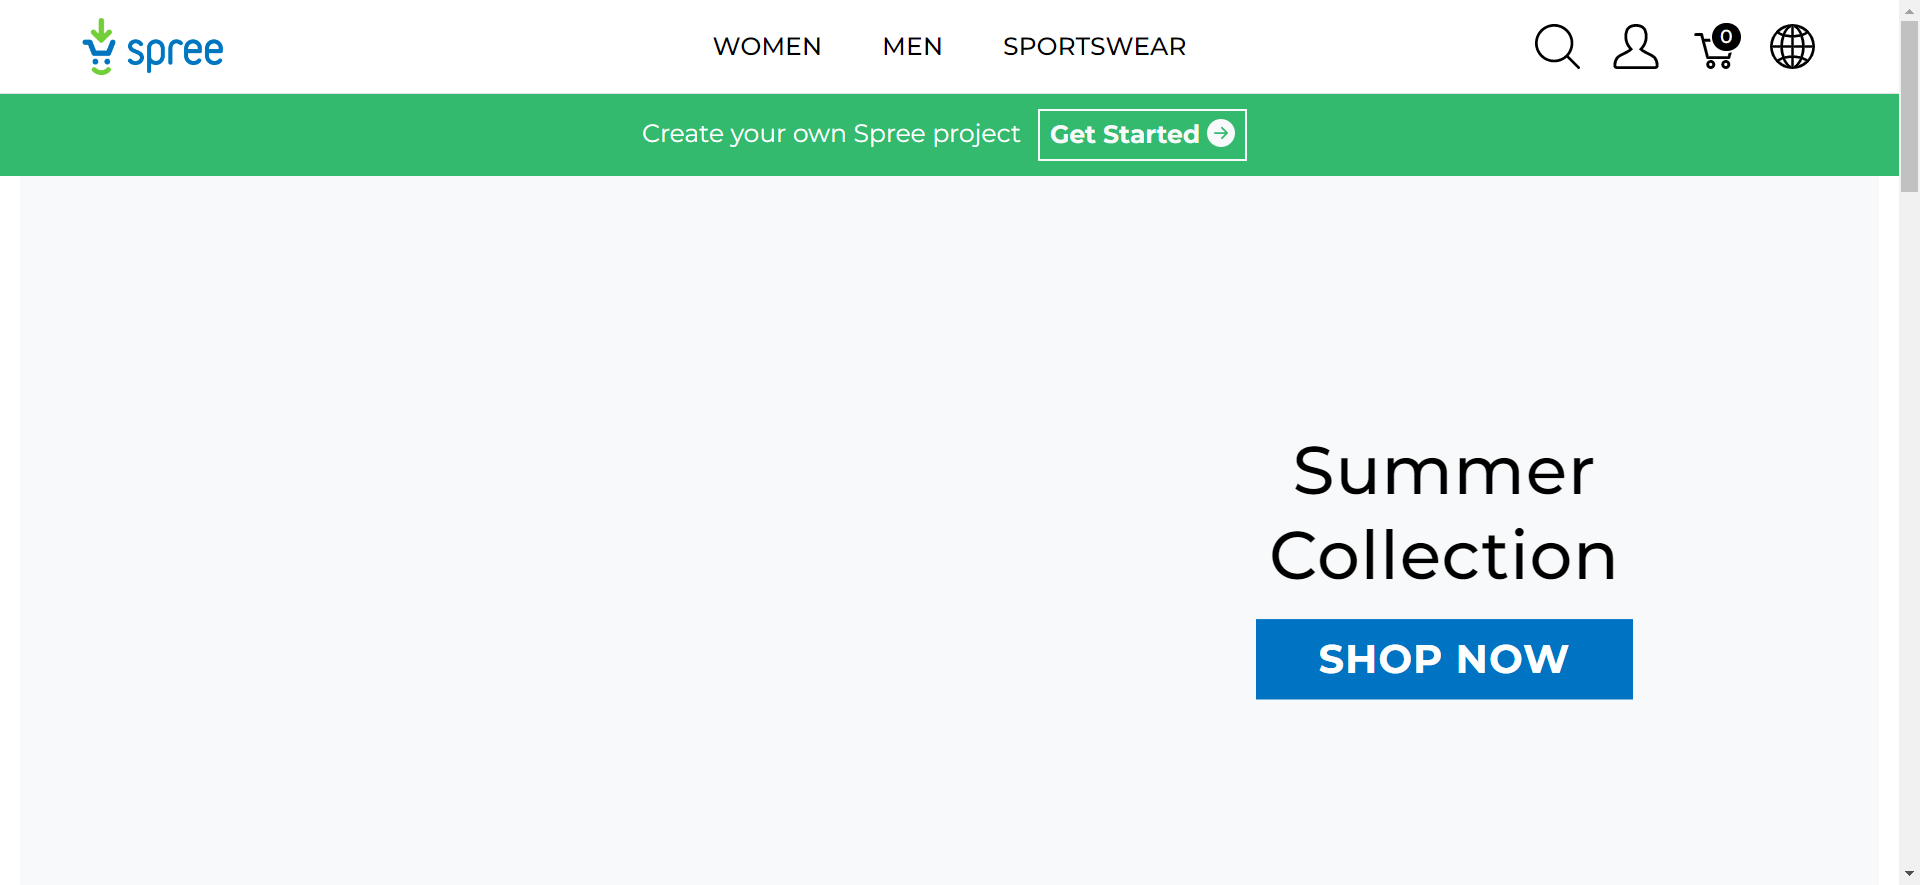 spree
WOMEN MEN SPORTSWEAR
0
Create your own Spree project Get Started
Summer
Collection
SHOP NOW